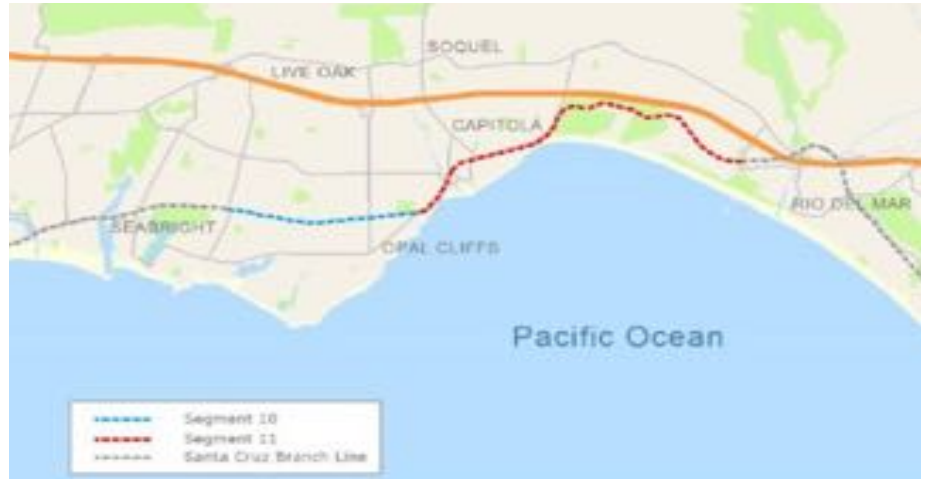 SOQUEL
LIVE OAK
CAPITOLA
RIO DEL MAR
SEABRIGHT
OPAL CLIFFS
Pacific Ocean
Segment 10
Segment 11
Santa Cruz Branch Line